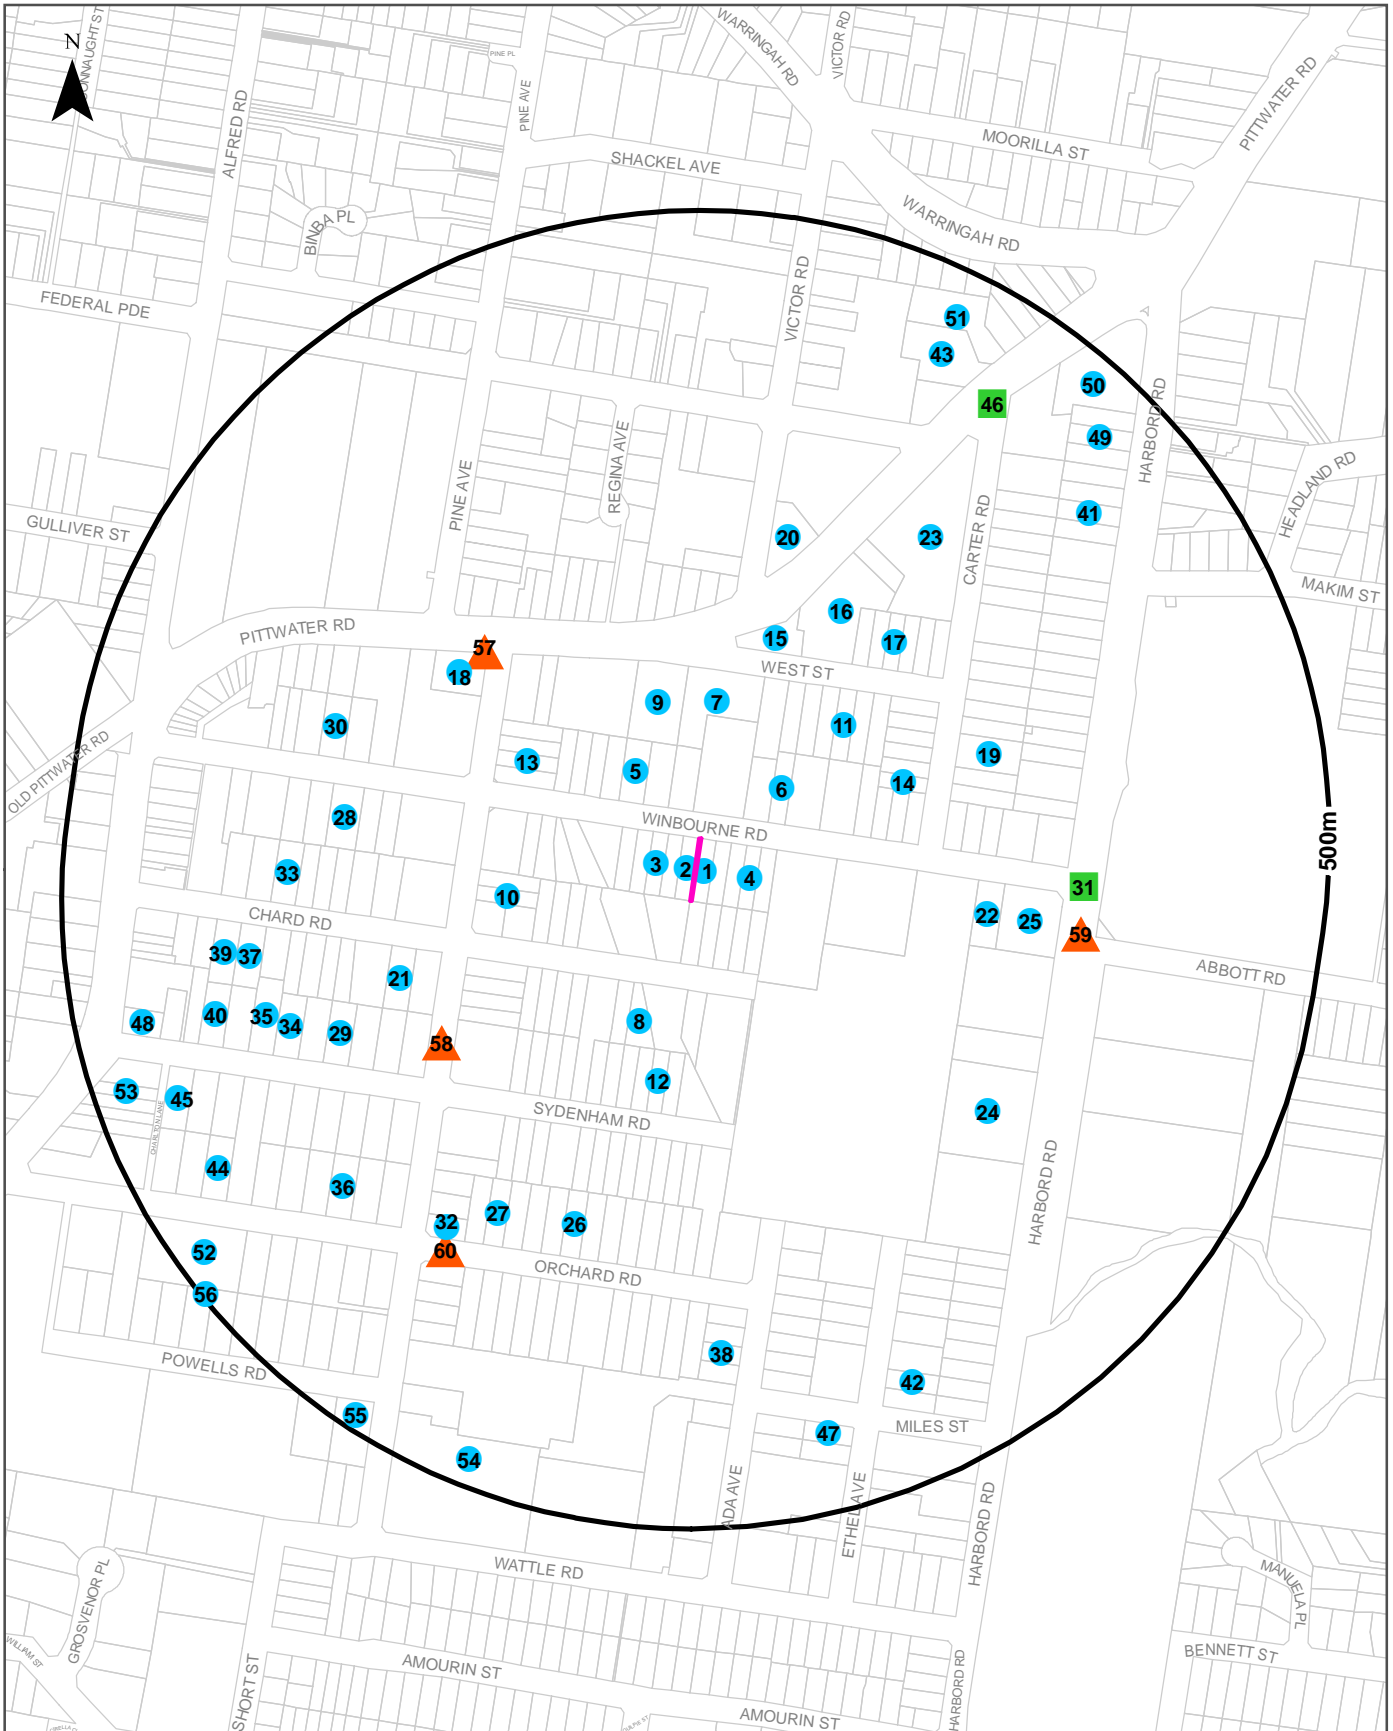 N
CONNAUGHT ST
ALFRED RD
PINE PL
PINE AVE
WARRINGAH RD
VICTOR RD
PITTWATER RD
MOORILLA ST
SHACKEL AVE
BINBA PL
WARRINGAH RD
FEDERAL PDE
VICTOR RD
51
43
50
46
HARBORD RD
49
REGINA AVE
PINE AVE
HEADLAND RD
GULLIVER ST
41
20
23
CARTER RD
MAKIM ST
16
PITTWATER RD
15
17
57
18
WEST ST
9
7
30
11
OLD PITTWATER RD
13
5
19
14
6
28
WINBOURNE RD
500m
3
2
1
4
33
31
10
22
25
CHARD RD
59
39
37
ABBOTT RD
21
40
35
34
48
8
29
58
12
53
45
CHARLTON LANE
SYDENHAM RD
24
44
36
HARBORD RD
27
32
26
52
60
ORCHARD RD
56
38
POWELLS RD
42
55
MILES ST
47
54
ADA AVE
ETHEL AVE
HARBORD RD
WATTLE RD
GROSVENOR PL
MANUELA PL
WILLIAM ST
BENNETT ST
AMOURIN ST
SHORT ST
HARBORD RD
AMOURIN ST